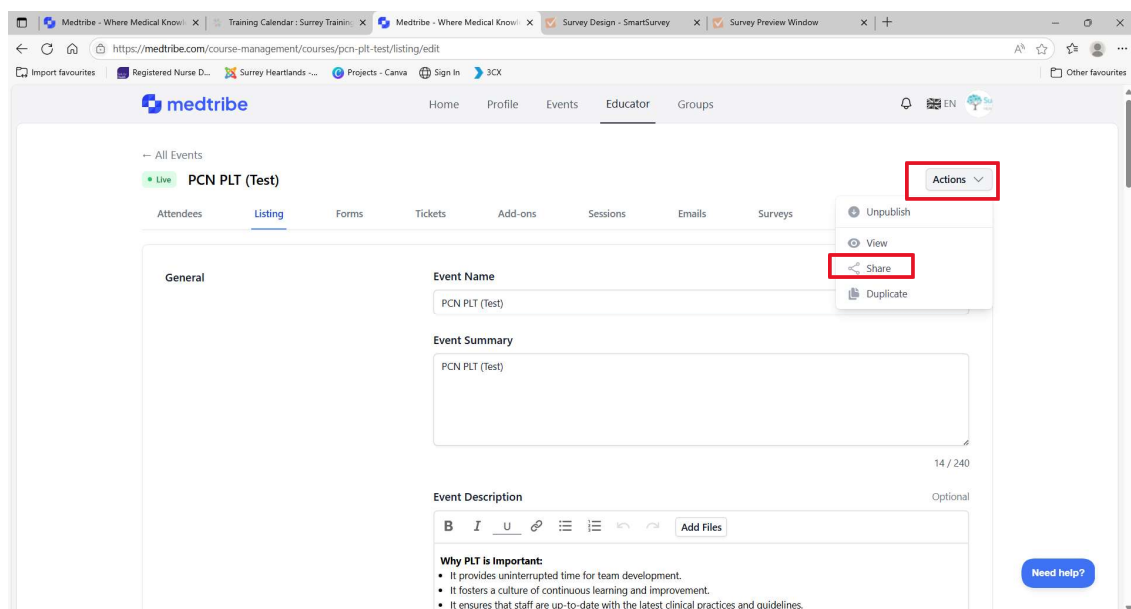 Medtribe - Where Medical Knowl
Training Calendar : Surrey Training
Medtribe - Where Medical Knowl
Survey Design - SmartSurvey
Survey Preview Window
https://medtribe.com/course-management/courses/pcn-plt-test/listing/edit
Import favourites
Registered Nurse D...
Surrey Heartlands -...
Projects - Canva
Sign In
3CX
Other favourites
medtribe
Home
Profile
Events
Educator
Groups
EN
← All Events
Live
PCN PLT (Test)
Actions
Attendees
Listing
Forms
Tickets
Add-ons
Sessions
Emails
Surveys
Unpublish
View
Share
Duplicate
General
Event Name
PCN PLT (Test)
Event Summary
PCN PLT (Test)
14 / 240
Event Description
Optional
B I U
Add Files
Why PLT is Important:
• It provides uninterrupted time for team development.
• It fosters a culture of continuous learning and improvement.
• It ensures that staff are up-to-date with the latest clinical practices and guidelines.
Need help?